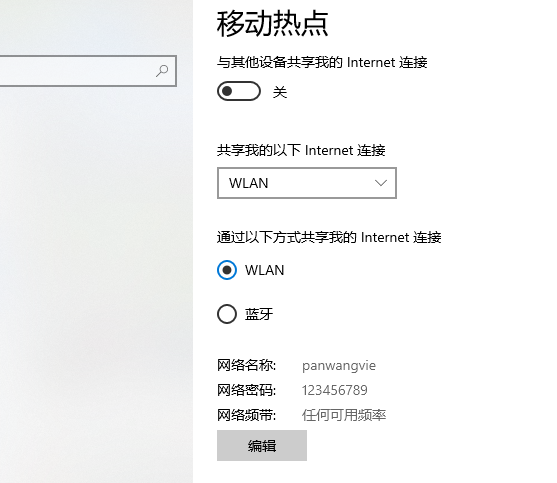 移动热点
与其他设备共享我的 Internet 连接
关
共享我的以下 Internet 连接
WLAN
通过以下方式共享我的 Internet 连接
WLAN
蓝牙
网络名称: panwangvie
网络密码: 123456789
网络频带: 任何可用频率
编辑